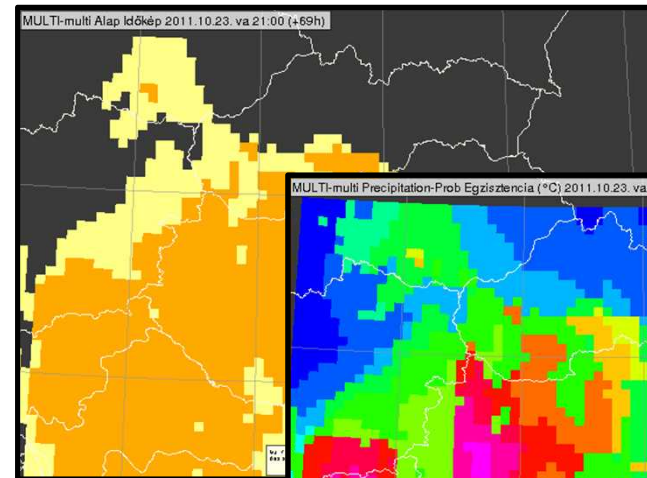 MULTI-multi Alap Időkép 2011.10.23. va 21:00 (+69h)
MULTI-multi Precipitation-Prob Egzisztencia (°C) 2011.10.23. va